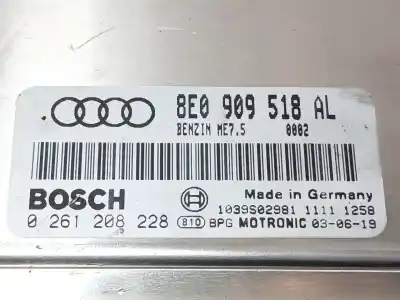 8E0 909 518 AL
BENZIN ME7.5 0002
BOSCH
Made in Germany
1039S02981 1111 1258
0 261 208 228 810 BPG MOTRONIC 03-06-19